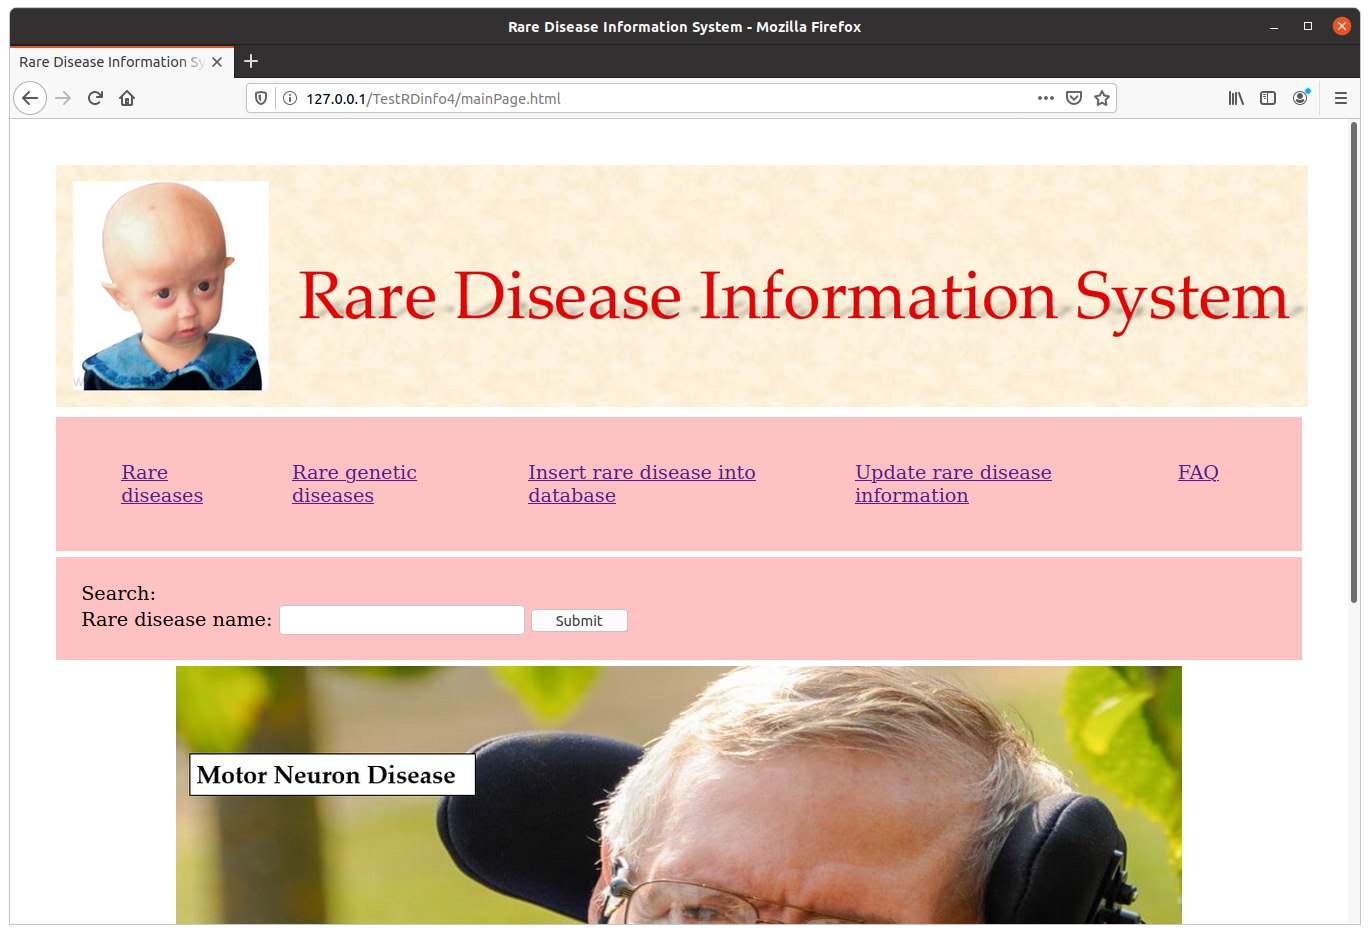 Rare Disease Information System - Mozilla Firefox
Rare Disease Information Sy
127.0.0.1/TestRDinfo4/mainPage.html
Rare Disease Information System
Rare
diseases
Rare genetic
diseases
Insert rare disease into
database
Update rare disease
information
FAQ
Search:
Rare disease name:
Submit
Motor Neuron Disease